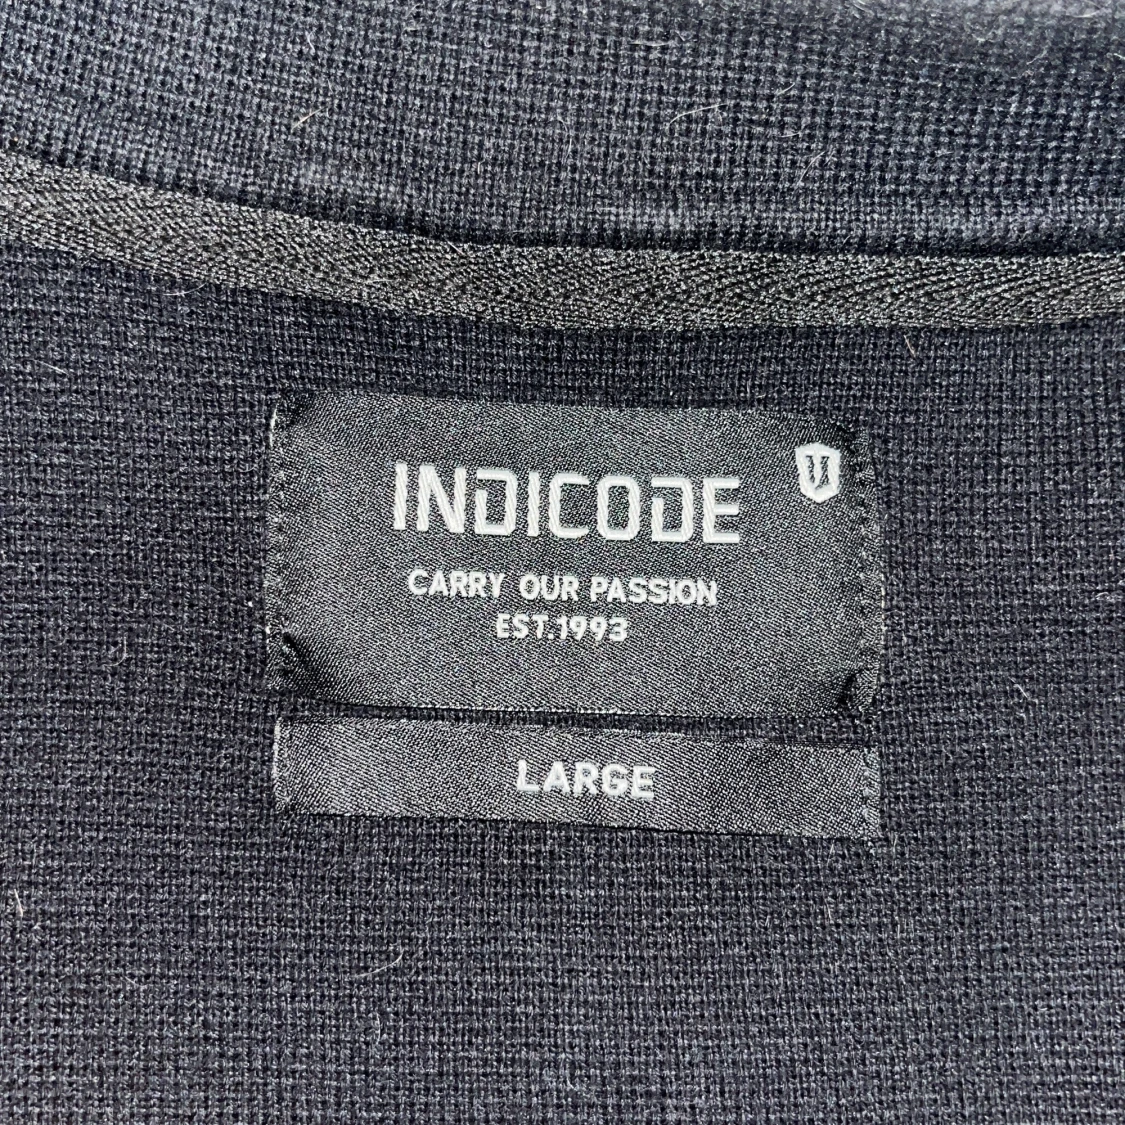 INDICODE
CARRY OUR PASSION
EST.1993
LARGE